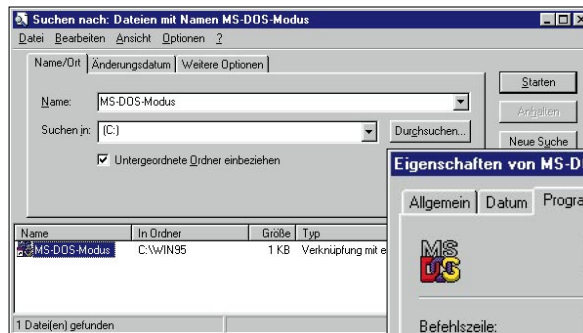 Suchen nach: Dateien mit Namen MS-DOS-Modus
Datei Bearbeiten Ansicht Optionen ?
Name/Ort Änderungsdatum Weitere Optionen
Name: MS-DOS-Modus
Suchen in: (C:)
Durchsuchen...
Untergeordnete Ordner einbeziehen
Starten
Anhalten
Neue Suche
Name In Ordner Größe Typ
MS-DOS-Modus C:\WIN95 1 KB Verknüpfung mit e
1 Datei(en) gefunden
Eigenschaften von MS-D
Allgemein Datum Progra
MS
DOS
Befehlszeile: